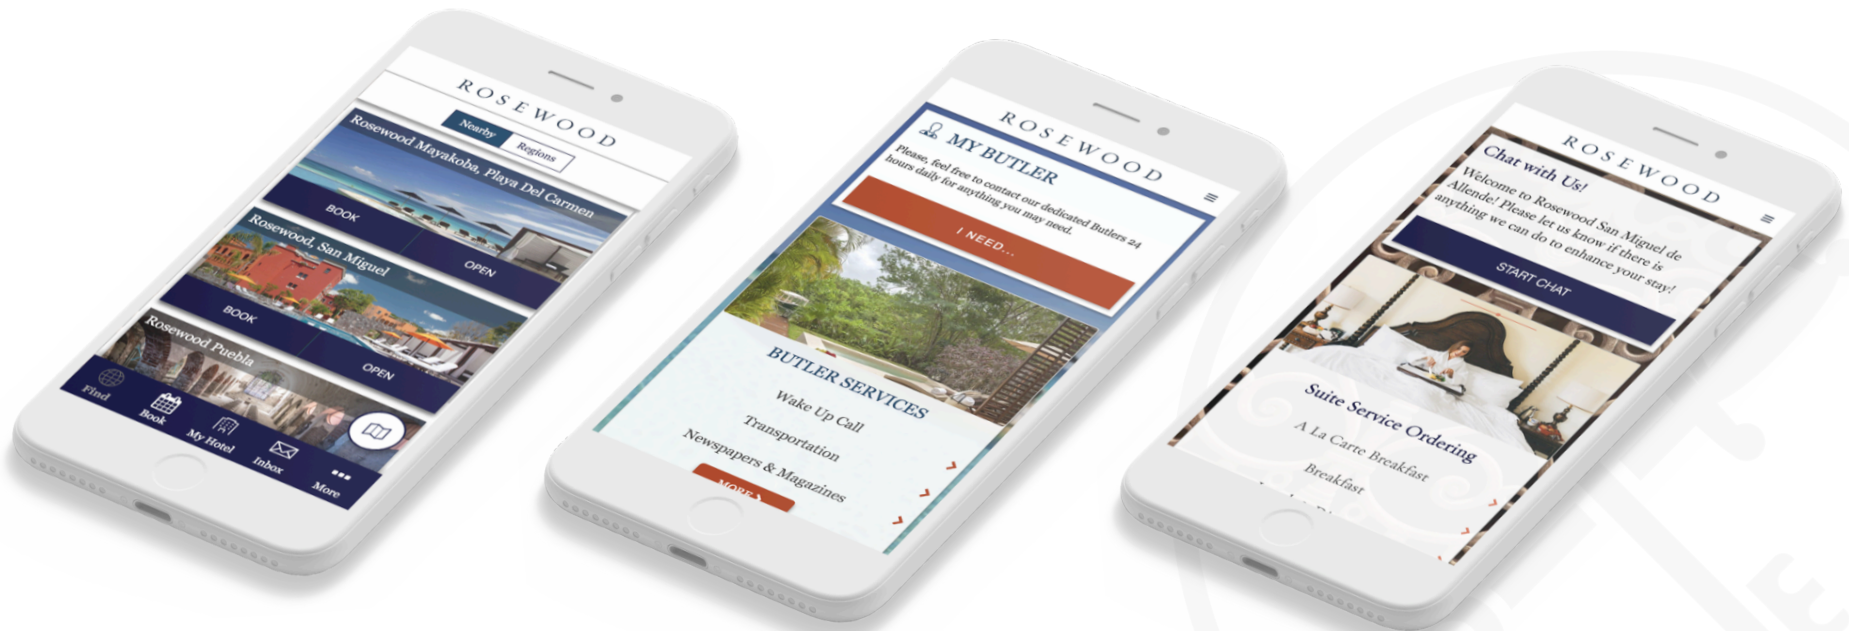 ROSEWOOD
Nearby
Regions
Rosewood Mayakoba, Playa Del Carmen
BOOK
OPEN
Rosewood, San Miguel
BOOK
OPEN
Rosewood Puebla
Find
Book
My Hotel
Inbox
More
ROSEWOOD
MY BUTLER
Please, feel free to contact our dedicated Butlers 24
hours daily for anything you may need.
I NEED...
BUTLER SERVICES
Wake Up Call
Transportation
Newspapers & Magazines
MORE
ROSEWOOD
Chat with Us!
Welcome to Rosewood San Miguel de
Allende! Please let us know if there is
anything we can do to enhance your stay!
START CHAT
Suite Service Ordering
A La Carte Breakfast
Breakfast